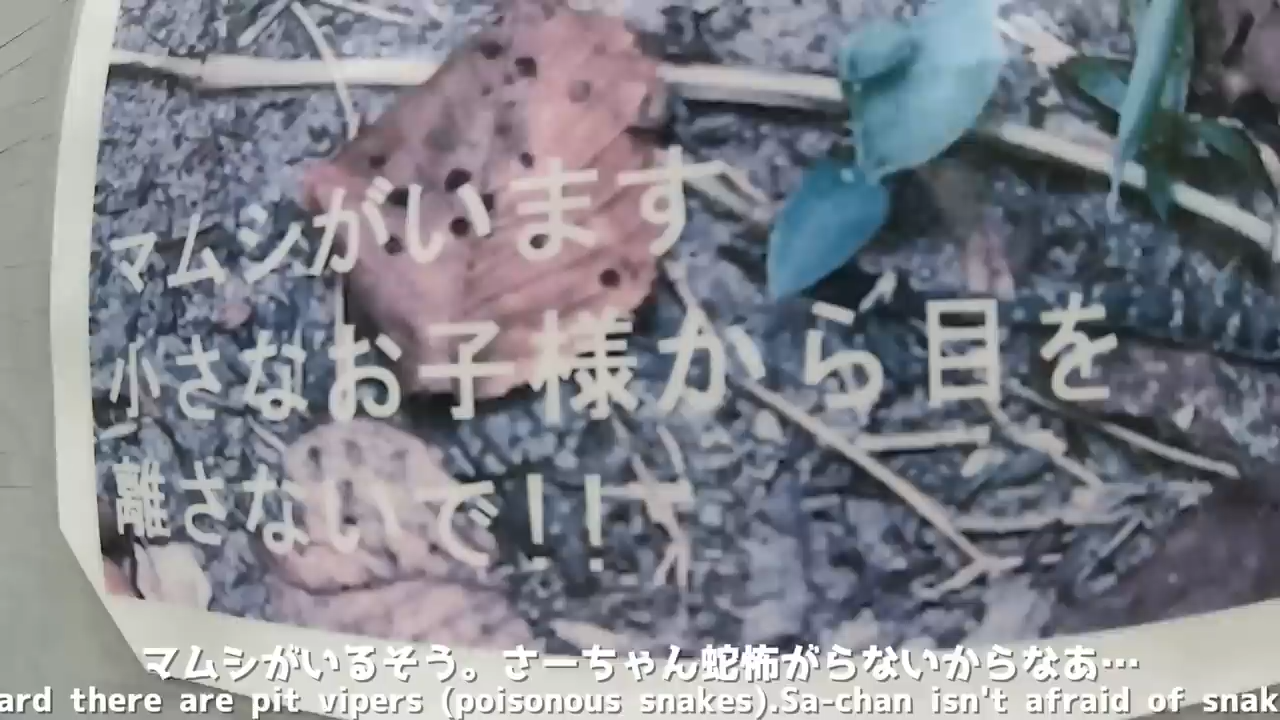 マムシがいます
小さなお子様から目を
離さないで!!
マムシがいるそう。さーちゃん蛇怖がらないからなあ…
ard there are pit vipers (poisonous snakes).Sa-chan isn't afraid of snak